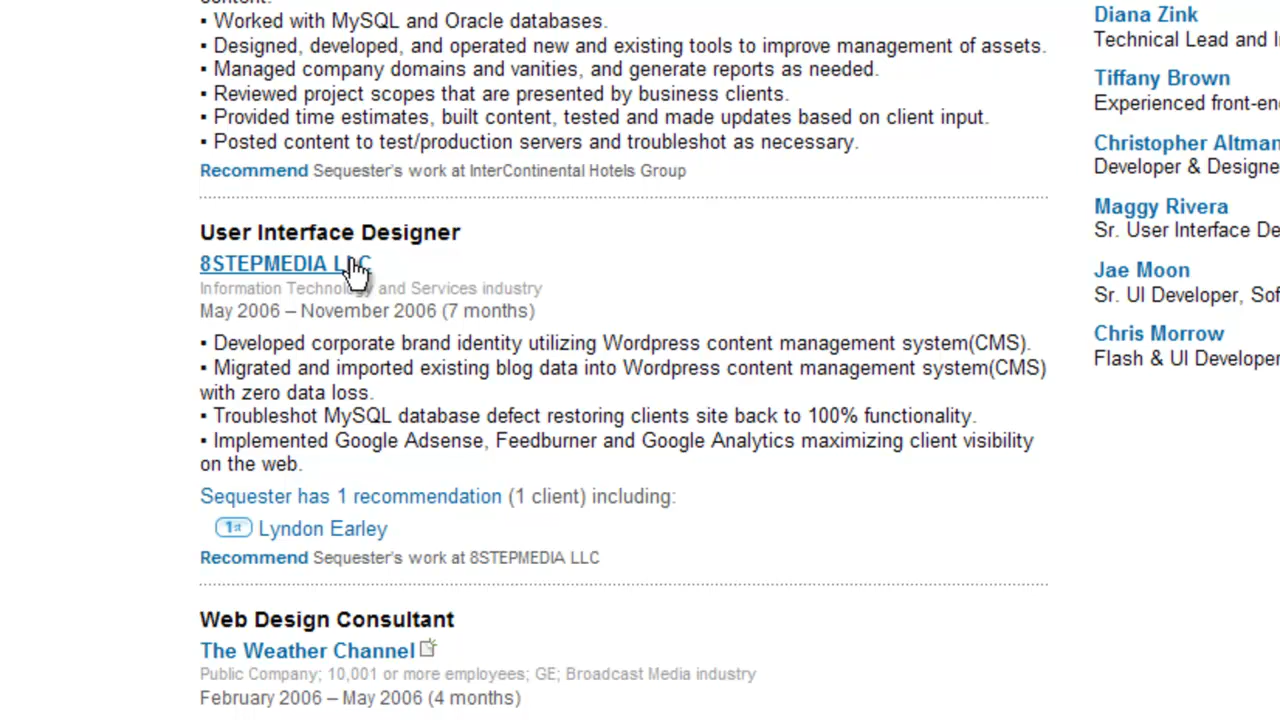 content.
▪ Worked with MySQL and Oracle databases.
▪ Designed, developed, and operated new and existing tools to improve management of assets.
▪ Managed company domains and vanities, and generate reports as needed.
▪ Reviewed project scopes that are presented by business clients.
▪ Provided time estimates, built content, tested and made updates based on client input.
▪ Posted content to test/production servers and troubleshot as necessary.
Recommend Sequester's work at InterContinental Hotels Group
User Interface Designer
8STEPMEDIA LLC
Information Technology and Services industry
May 2006 – November 2006 (7 months)
▪ Developed corporate brand identity utilizing Wordpress content management system(CMS).
▪ Migrated and imported existing blog data into Wordpress content management system(CMS)
with zero data loss.
▪ Troubleshot MySQL database defect restoring clients site back to 100% functionality.
▪ Implemented Google Adsense, Feedburner and Google Analytics maximizing client visibility
on the web.
Sequester has 1 recommendation (1 client) including:
1st Lyndon Earley
Recommend Sequester's work at 8STEPMEDIA LLC
Web Design Consultant
The Weather Channel
Public Company; 10,001 or more employees; GE; Broadcast Media industry
February 2006 – May 2006 (4 months)
Diana Zink
Technical Lead and
Tiffany Brown
Experienced
Christopher Altman
Developer &
Maggy Rivera
Sr. User Interface
Jae Moon
Sr. UI Developer,
Chris Morrow
Flash & UI Developer